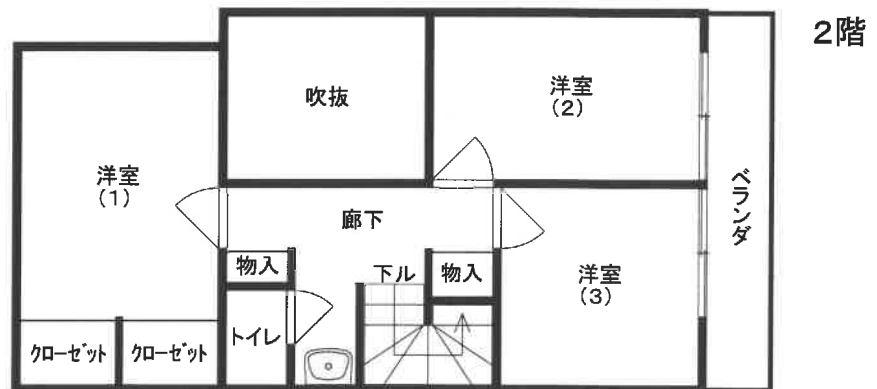 2階
吹抜
洋室
(2)
洋室
(1)
ベランダ
廊下
物入
下ル
物入
洋室
(3)
トイレ
クローゼット
クローゼット